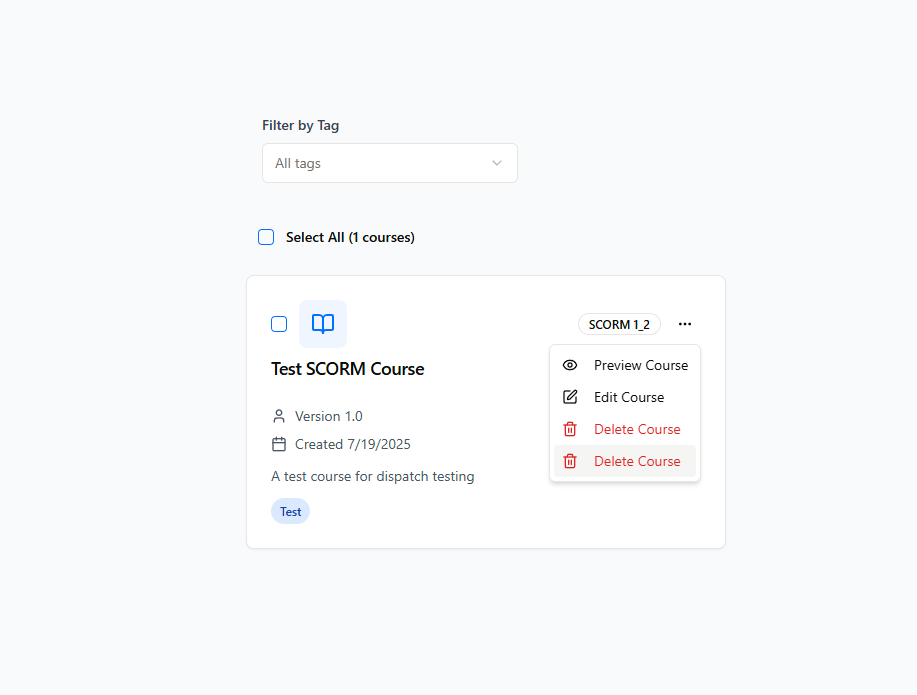 Filter by Tag
All tags
Select All (1 courses)
SCORM 1_2
Test SCORM Course
Preview Course
Edit Course
Delete Course
Delete Course
Version 1.0
Created 7/19/2025
A test course for dispatch testing
Test